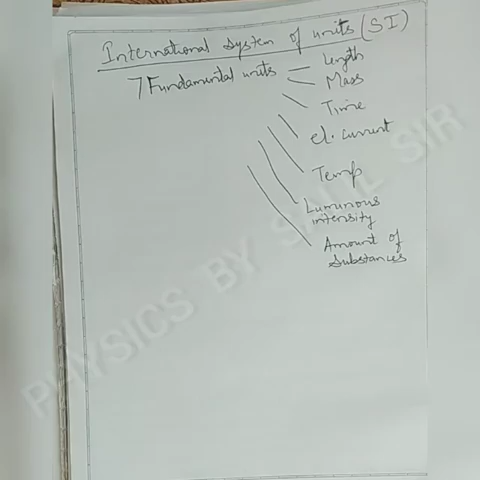 International System of units (SI)
7 Fundamental units
Length
Mass
Time
el. current
Temp
Luminous
intensity
Amount of
Substances
PHYSICS BY SALIL SIR